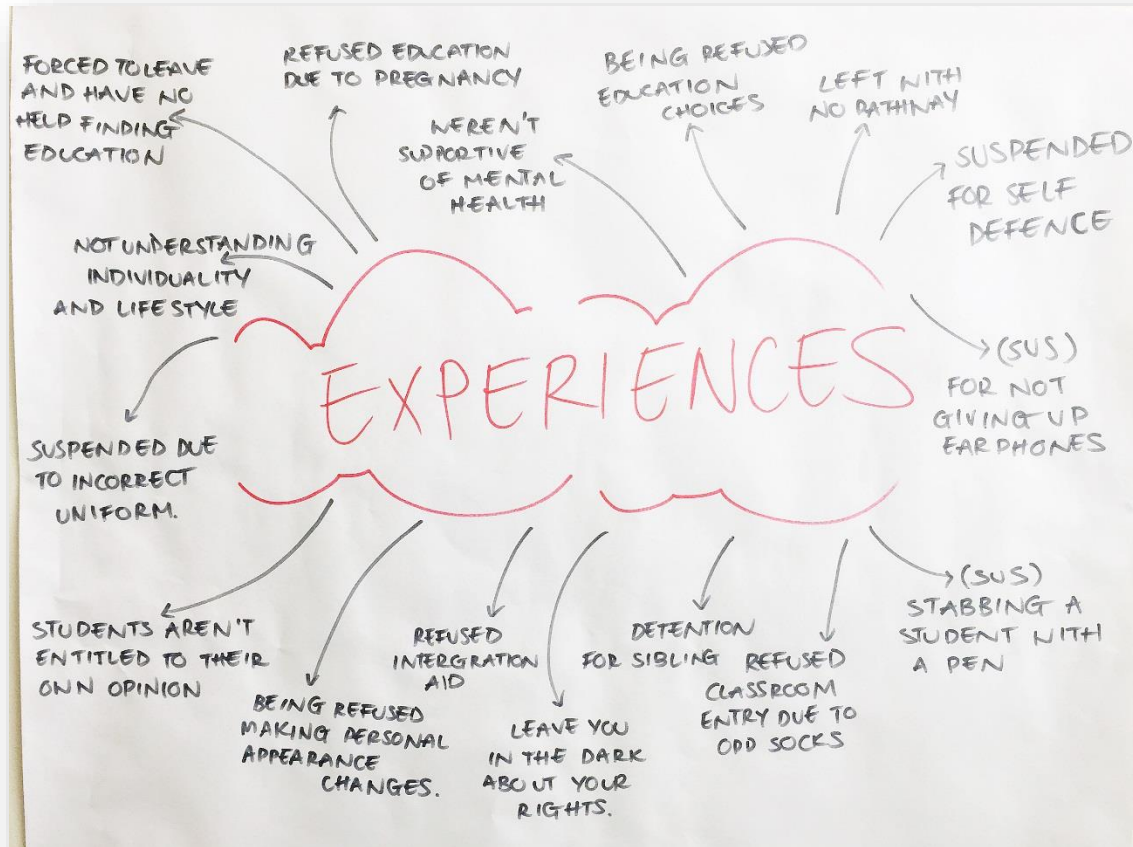 FORCED TO LEAVE
AND HAVE NO
HELP FINDING
EDUCATION
REFUSED EDUCATION
DUE TO PREGNANCY
WEREN'T
SUPPORTIVE
OF MENTAL
HEALTH
BEING REFUSED
EDUCATION
CHOICES
LEFT WITH
NO PATHWAY
SUSPENDED
FOR SELF
DEFENCE
NOT UNDERSTANDING
INDIVIDUALITY
AND LIFESTYLE
EXPERIENCES
(SUS)
FOR NOT
GIVING UP
EARPHONES
SUSPENDED DUE
TO INCORRECT
UNIFORM.
STUDENTS AREN'T
ENTITLED TO THEIR
OWN OPINION
BEING REFUSED
MAKING PERSONAL
APPEARANCE
CHANGES.
REFUSED
INTERGRATION
AID
LEAVE YOU
IN THE DARK
ABOUT YOUR
RIGHTS.
DETENTION
FOR SIBLING
REFUSED
CLASSROOM
ENTRY DUE TO
ODD SOCKS
(SUS)
STABBING A
STUDENT WITH
A PEN